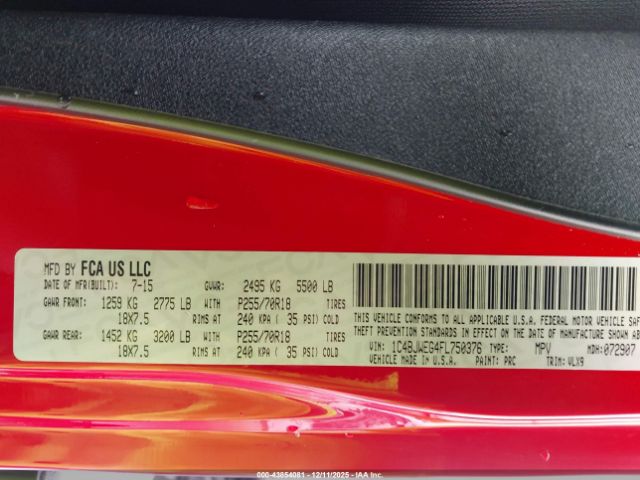 MFD BY FCA US LLC
DATE OF MFR(BUILT): 7-15 GVWR: 2495 KG 5500 LB
GAWR FRONT: 1259 KG 2775 LB WITH P255/70R18 TIRES
18X7.5 RIMS AT 240 KPA ( 35 PSI) COLD
GAWR REAR: 1452 KG 3200 LB WITH P255/70R18 TIRES
18X7.5 RIMS AT 240 KPA ( 35 PSI) COLD
THIS VEHICLE CONFORMS TO ALL APPLICABLE U.S.A. FEDERAL MOTOR VEHICLE SAF
THEFT PREVENTION STANDARDS IN EFFECT ON THE DATE OF MANUFACTURE SHOWN AB
VIN: 1C4BJWEG4FL750376 TYPE: MPV MDH:072907
VEHICLE MADE IN U.S.A. PAINT: PRC TRIM: VLX9
00-43854081 - 12/11/2025 - IAA Inc.